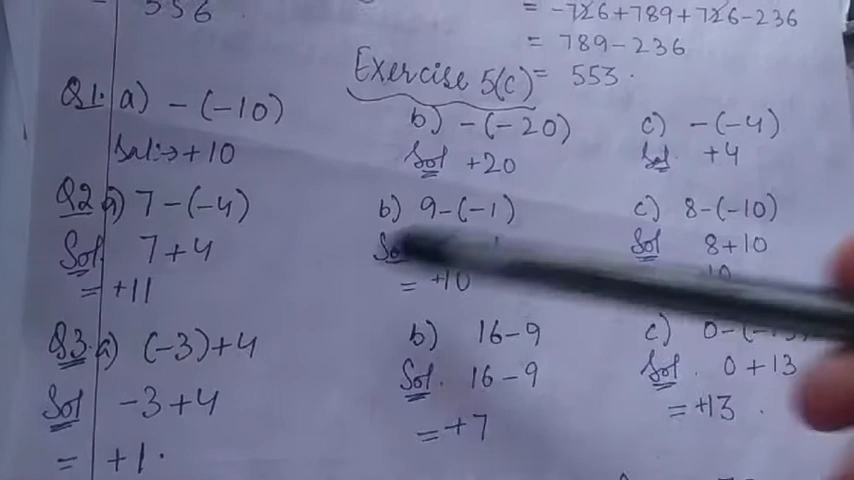 556
= -726+789+726-236
= 789-236
Exercise 5(c) = 553.
Q1. a) -(-10)
b) -(-20)
c) -(-4)
Sol:→ +10
Sol +20
Sol +4
Q2 a) 7-(-4)
b) 9-(-1)
c) 8-(-10)
Sol. 7+4
Sol 8+10
= +11
= +10
Q3. a) (-3)+4
b) 16-9
c) 0-(-13)
Sol -3+4
Sol. 16-9
Sol. 0+13
= +1.
= +7
= +13.